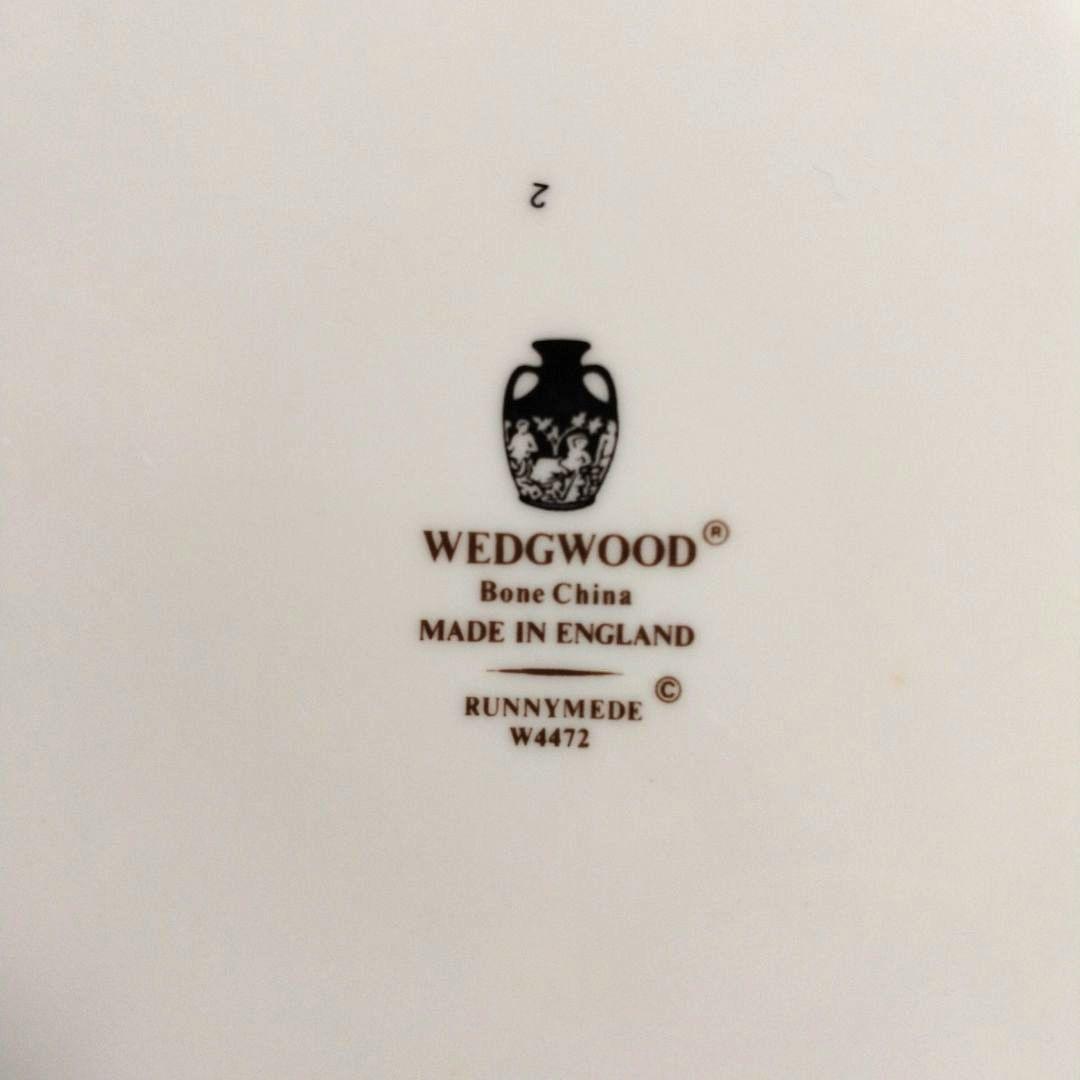 2
WEDGWOOD®
Bone China
MADE IN ENGLAND
RUNNYMEDE ©
W4472